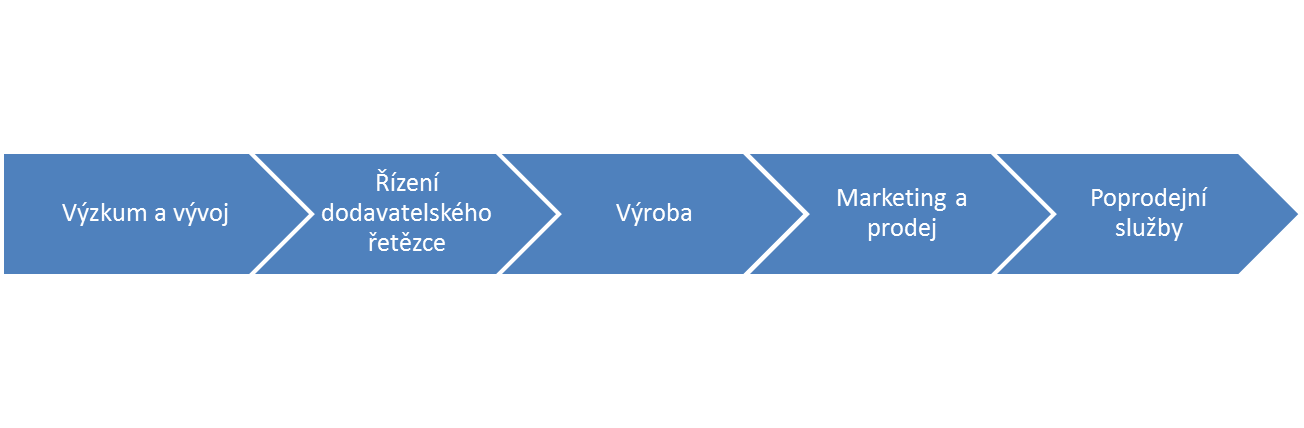 Výzkum a vývoj
Řízení
dodavatelského
řetězce
Výroba
Marketing a
prodej
Poprodejní
služby